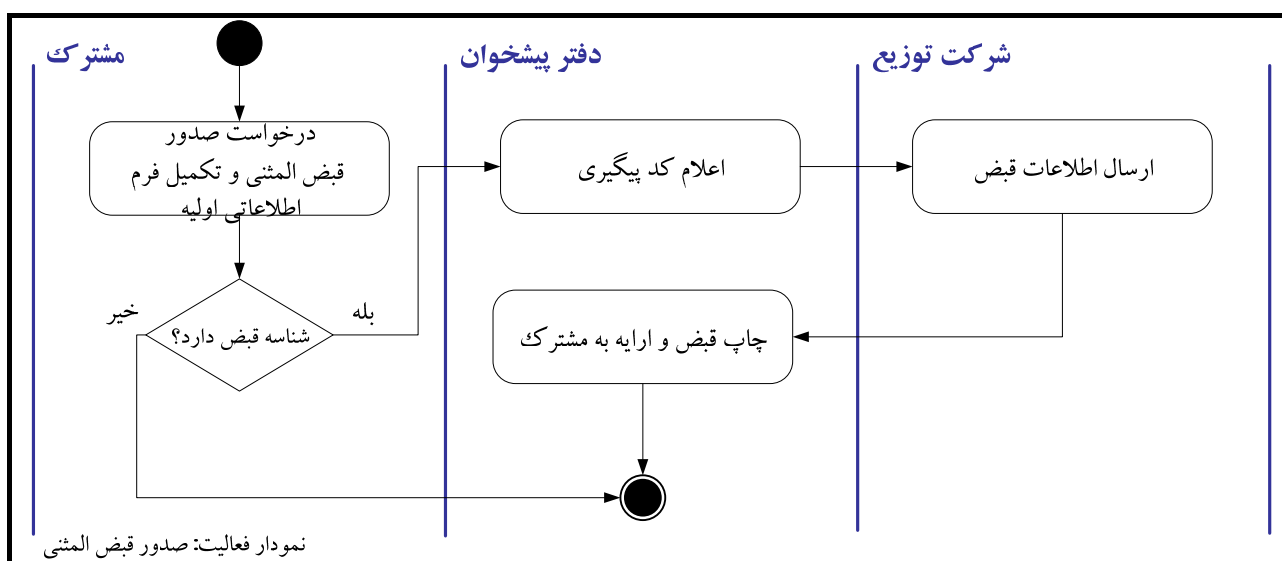 مشترک
دفتر پیشخوان
شرکت توزیع
درخواست صدور
قبض المثنی و تکمیل فرم
اطلاعاتی اولیه
اعلام کد پیگیری
ارسال اطلاعات قبض
شناسه قبض دارد؟
بله
خیر
چاپ قبض و ارایه به مشترک
نمودار فعالیت: صدور قبض المثنی